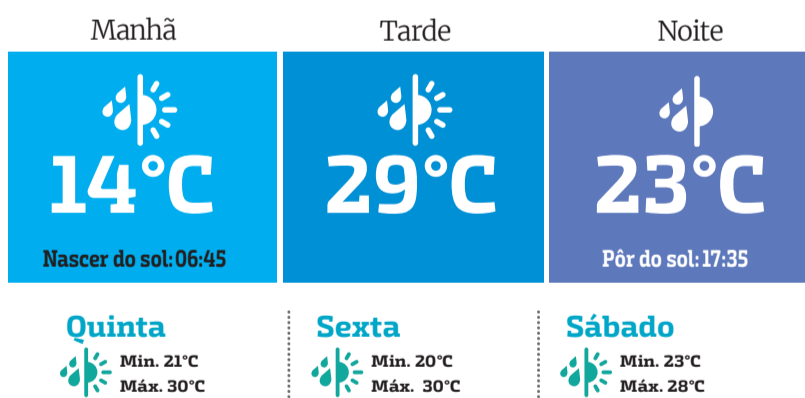 Manhã
Tarde
Noite
14°C
29°C
23°C
Nascer do sol: 06:45
Pôr do sol: 17:35
Quinta
Min. 21°C
Máx. 30°C
Sexta
Min. 20°C
Máx. 30°C
Sábado
Min. 23°C
Máx. 28°C